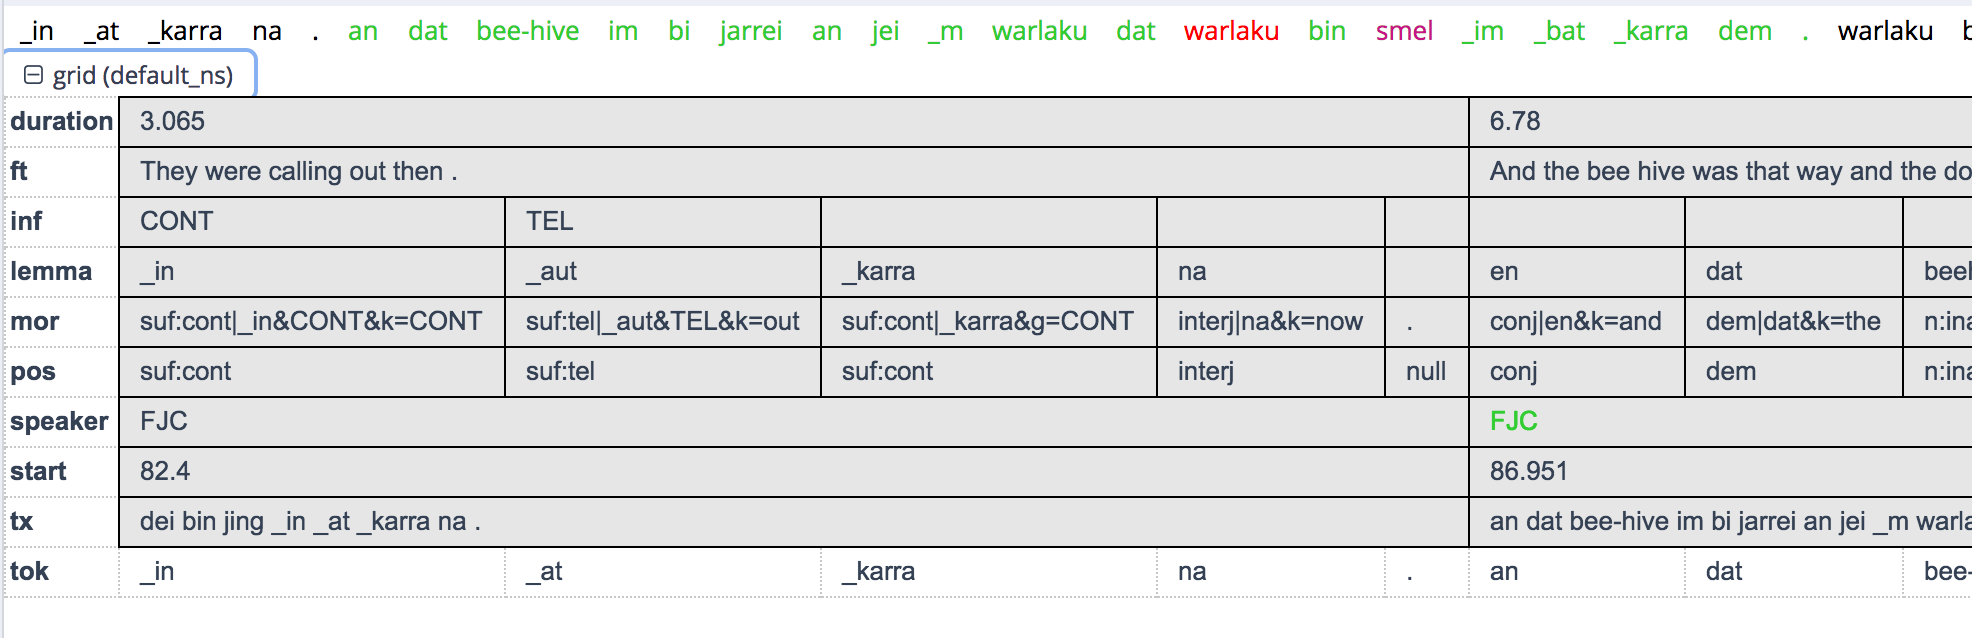 _in _at _karra na . an dat bee-hive im bi jarrei an jei _m warlaku dat warlaku bin smel _im _bat _karra dem . warlaku
grid (default_ns)
duration 3.065 6.78
ft They were calling out then . And the bee hive was that way and the
inf CONT TEL
lemma _in _aut _karra na en dat
mor suf:cont|_in&CONT&k=CONT suf:tel|_aut&TEL&k=out suf:cont|_karra&g=CONT interj|na&k=now . conj|en&k=and dem|dat&k=the
pos suf:cont suf:tel suf:cont interj null conj dem
speaker FJC FJC
start 82.4 86.951
tx dei bin jing _in _at _karra na . an dat bee-hive im bi jarrei an jei _m
tok _in _at _karra na . an dat